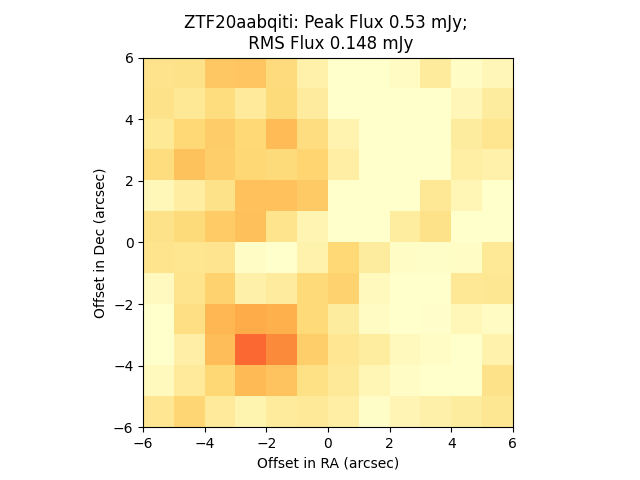 ZTF20aabqiti: Peak Flux 0.53 mJy;
RMS Flux 0.148 mJy
6
4
2
0
−2
−4
−6
Offset in Dec (arcsec)
−6 −4 −2 0 2 4 6
Offset in RA (arcsec)